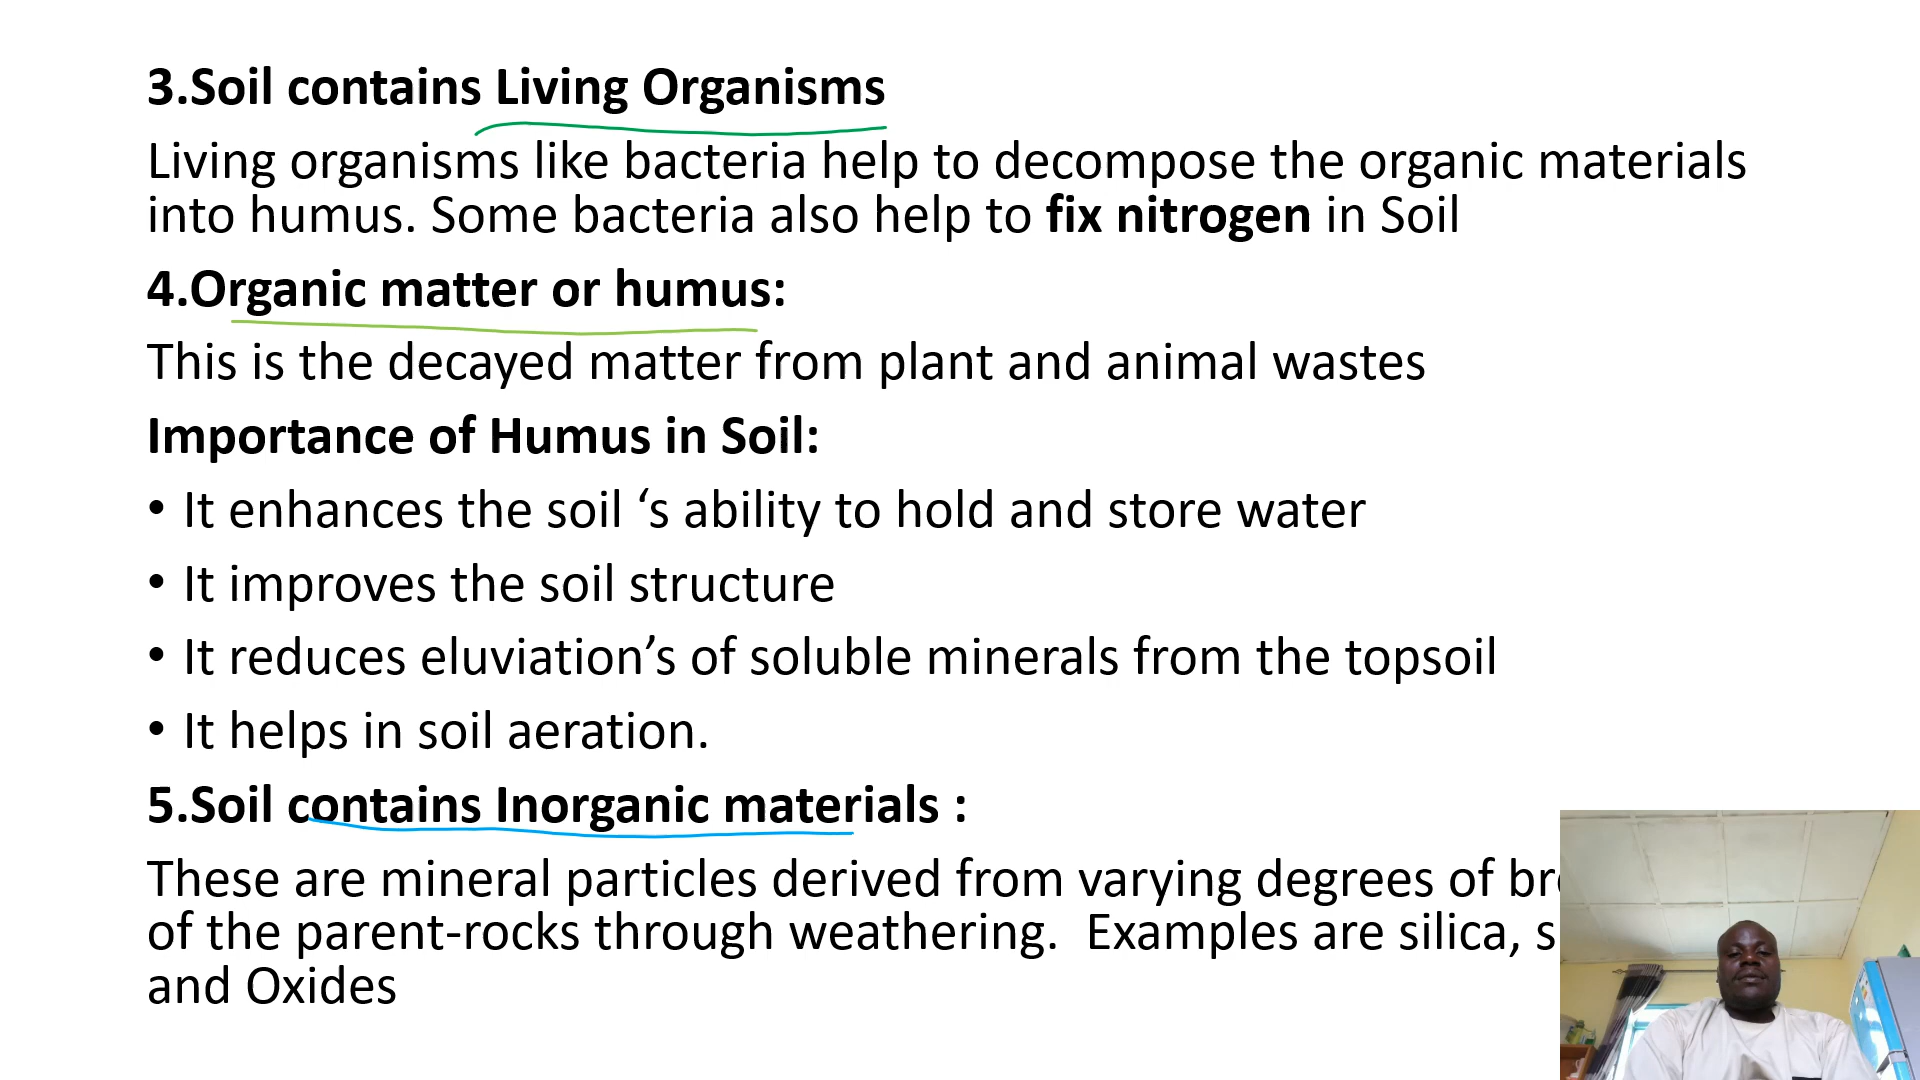 3.Soil contains Living Organisms
Living organisms like bacteria help to decompose the organic materials
into humus. Some bacteria also help to fix nitrogen in Soil
4.Organic matter or humus:
This is the decayed matter from plant and animal wastes
Importance of Humus in Soil:
• It enhances the soil ‘s ability to hold and store water
• It improves the soil structure
• It reduces eluviation’s of soluble minerals from the topsoil
• It helps in soil aeration.
5.Soil contains Inorganic materials :
These are mineral particles derived from varying degrees of
of the parent-rocks through weathering.  Examples are silica,
and Oxides